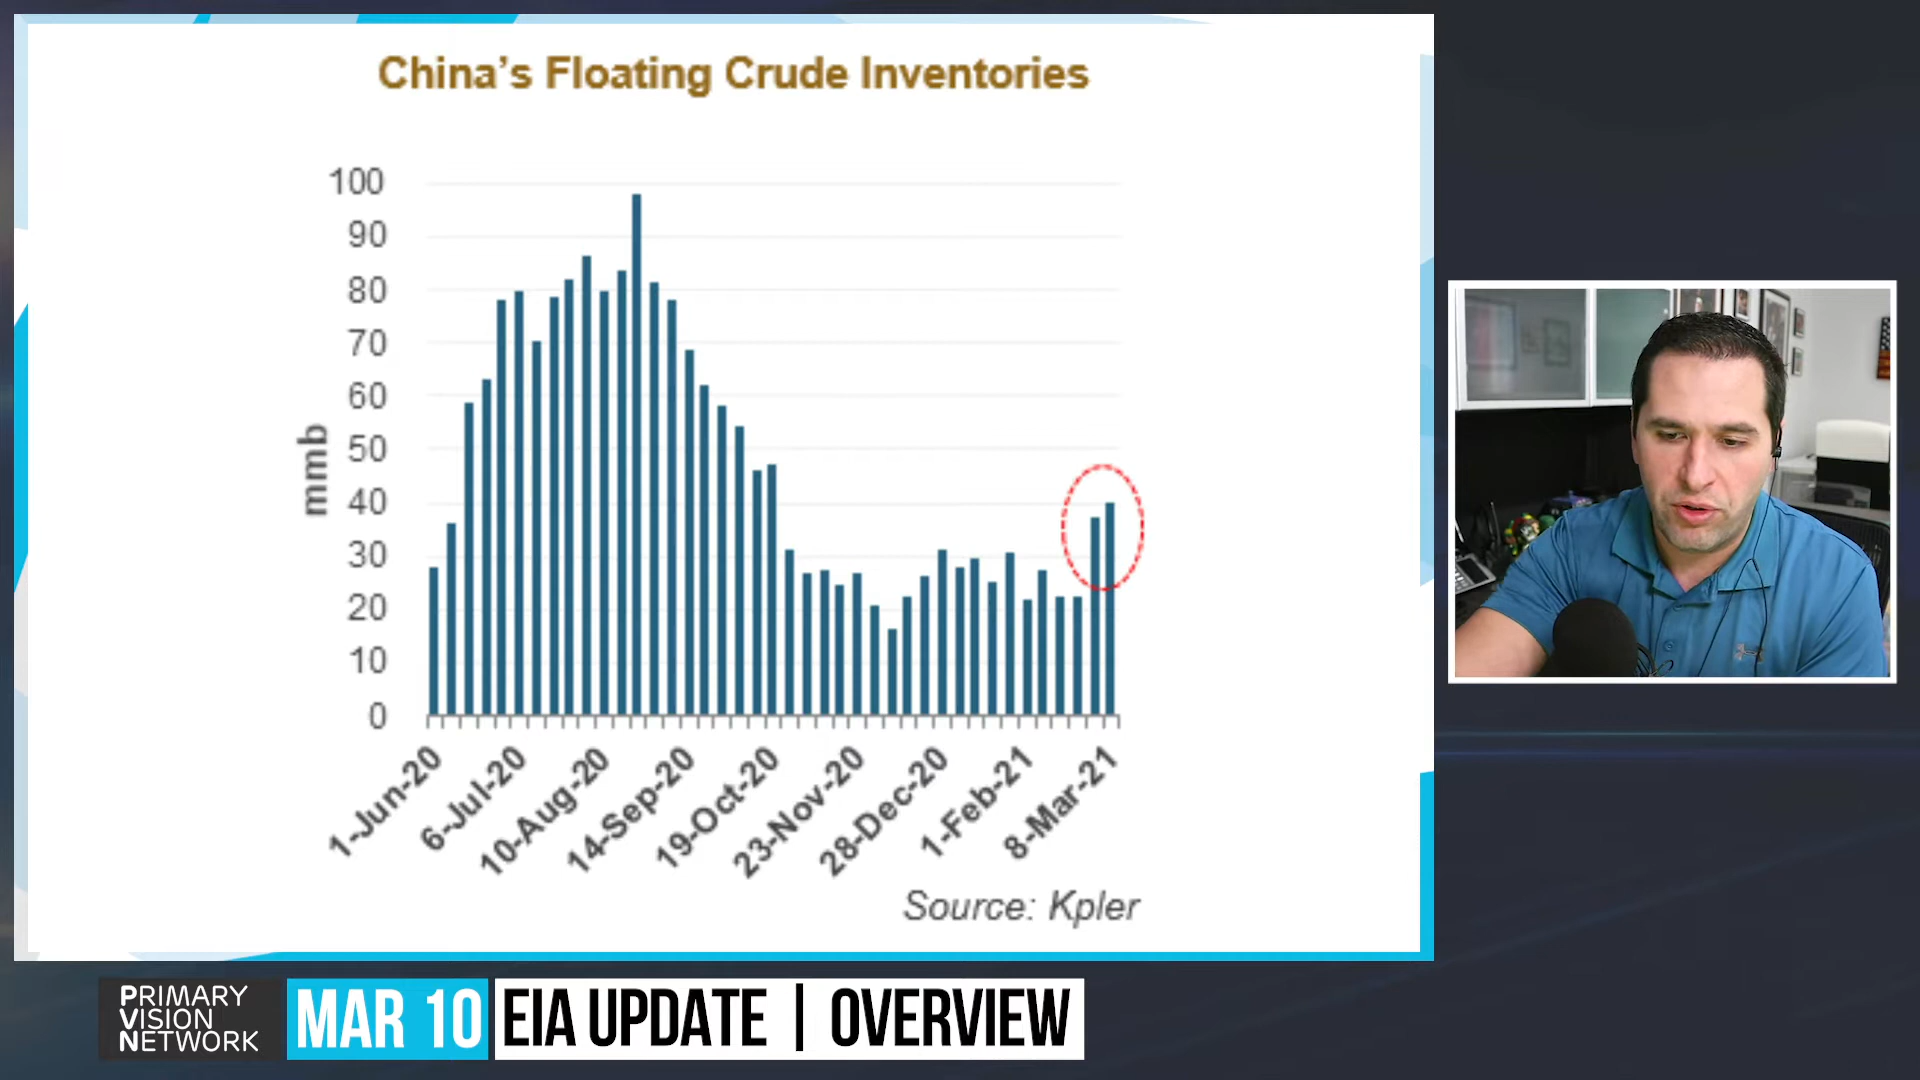 China's Floating Crude Inventories
100
90
80
70
60
50
40
30
20
10
0
mmb
1-Jun-20
6-Jul-20
10-Aug-20
14-Sep-20
19-Oct-20
23-Nov-20
28-Dec-20
1-Feb-21
8-Mar-21
Source: Kpler
PRIMARY
VISION
NETWORK
MAR 10
EIA UPDATE | OVERVIEW